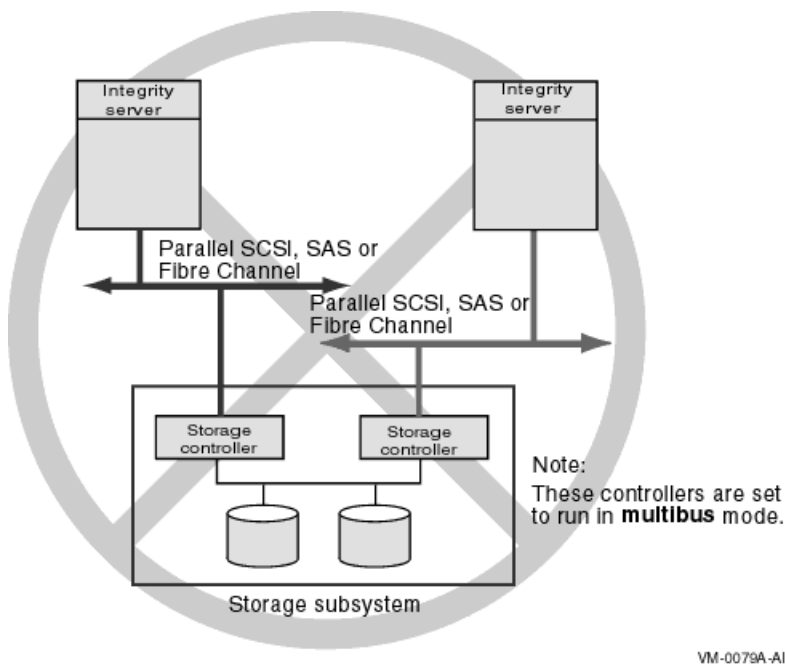 Integrity
server
Integrity
server
Parallel SCSI, SAS or
Fibre Channel
Parallel SCSI, SAS or
Fibre Channel
Storage
controller
Storage
controller
Note:
These controllers are set
to run in multibus mode.
Storage subsystem
VM-0079A-AI